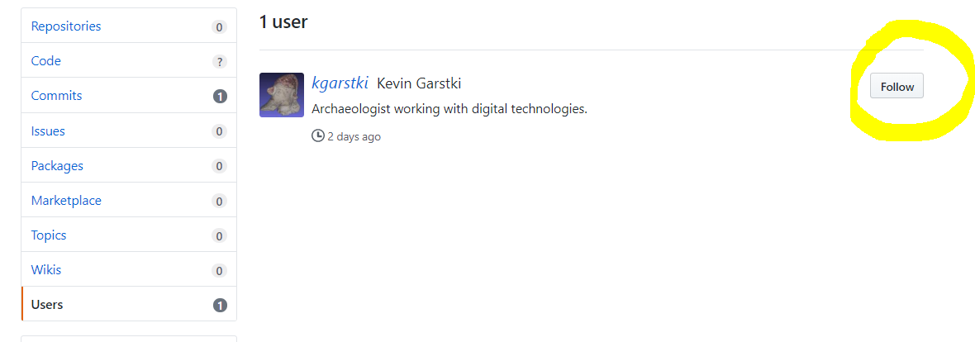 Repositories 0
Code ?
Commits 1
Issues 0
Packages 0
Marketplace 0
Topics 0
Wikis 0
Users 1
1 user
kgarstki Kevin Garstki
Follow
Archaeologist working with digital technologies.
2 days ago